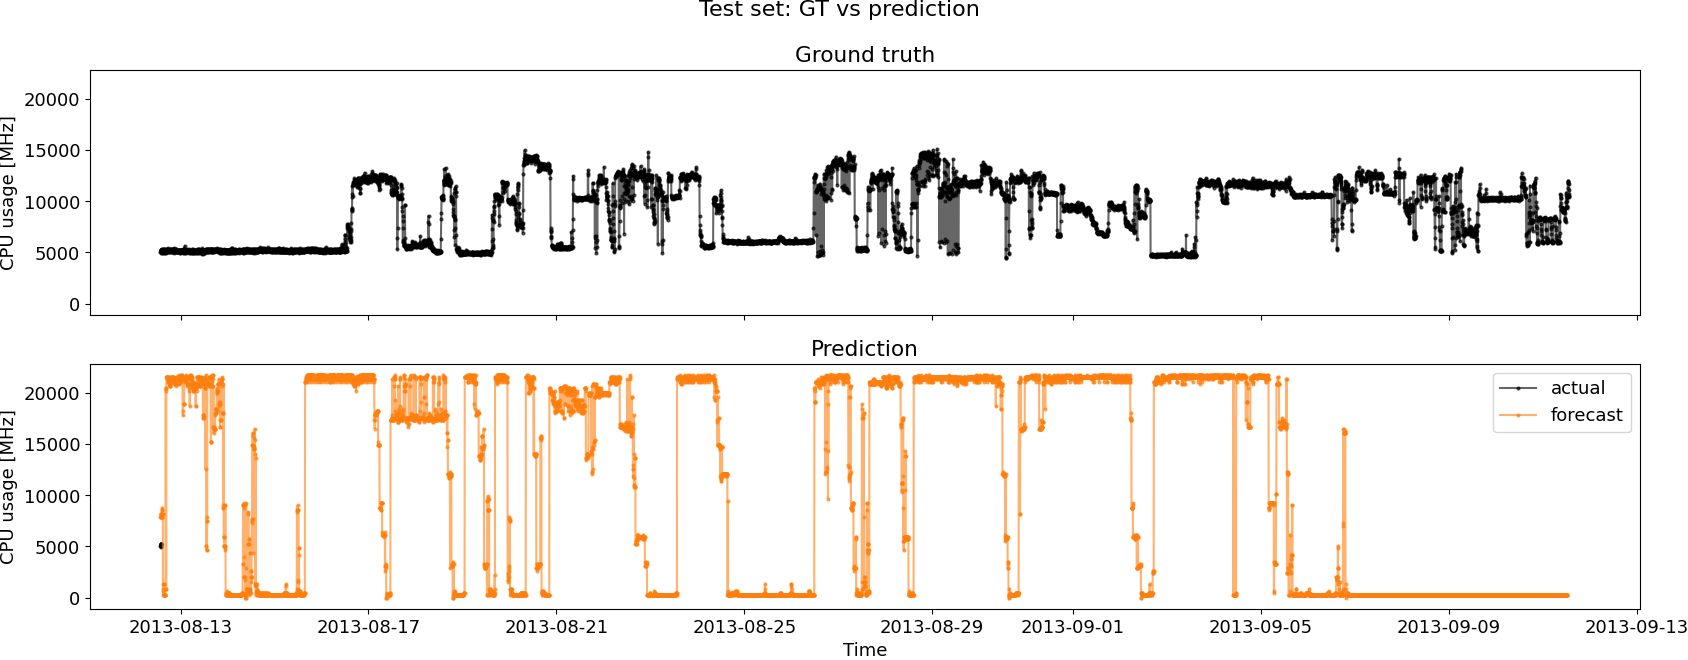 Test set: GT vs prediction
Ground truth
CPU usage [MHz]
20000
15000
10000
5000
0
Prediction
CPU usage [MHz]
20000
15000
10000
5000
0
actual
forecast
2013-08-13 2013-08-17 2013-08-21 2013-08-25 2013-08-29 2013-09-01 2013-09-05 2013-09-09 2013-09-13
Time